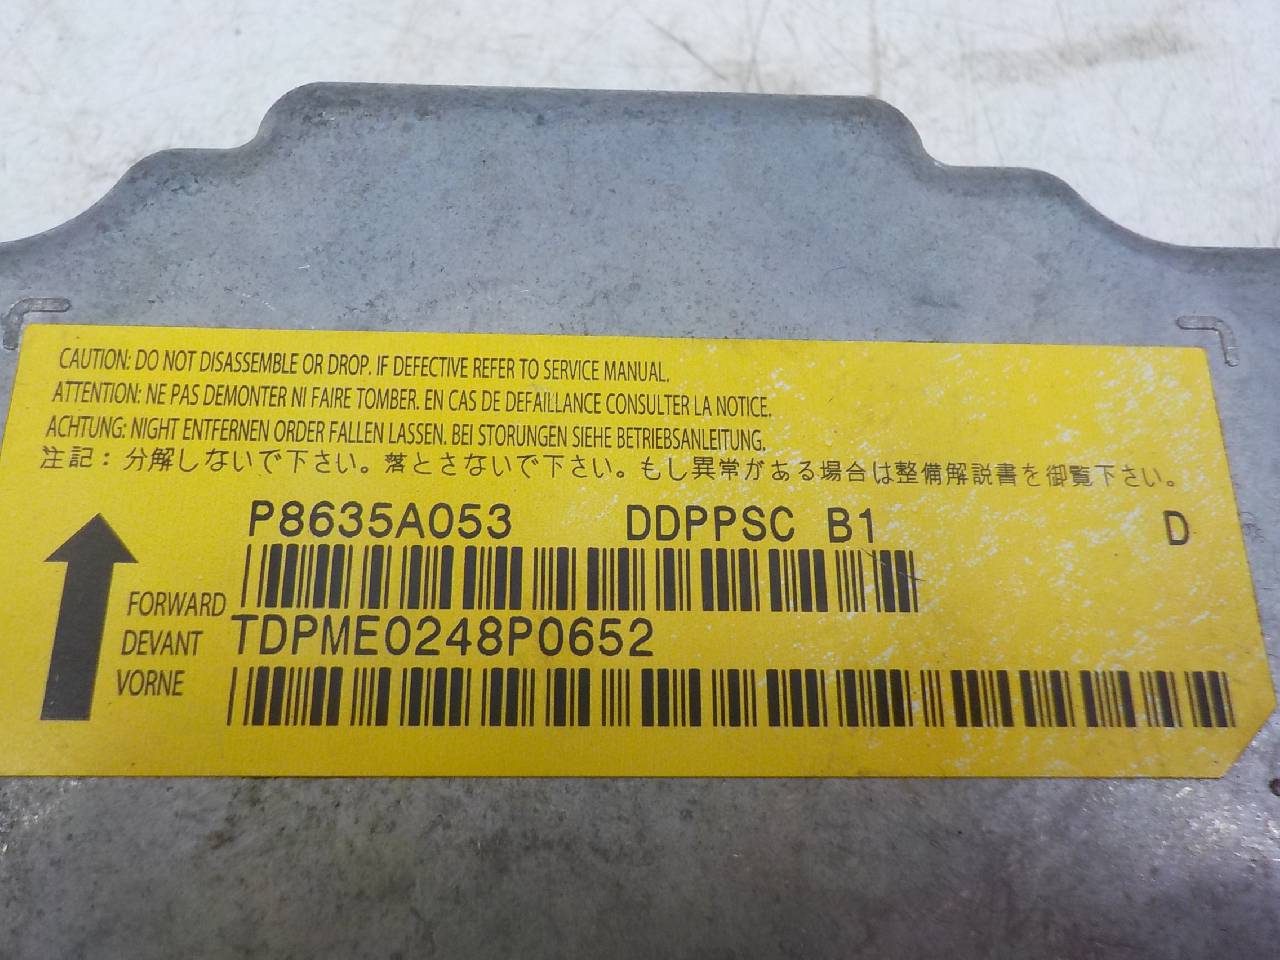 CAUTION: DO NOT DISASSEMBLE OR DROP. IF DEFECTIVE REFER TO SERVICE MANUAL.
ATTENTION: NE PAS DEMONTER NI FAIRE TOMBER. EN CAS DE DEFAILLANCE CONSULTER LA NOTICE.
ACHTUNG: NIGHT ENTFERNEN ORDER FALLEN LASSEN. BEI STORUNGEN SIEHE BETRIEBSANLEITUNG.
注記：分解しないで下さい。落とさないで下さい。もし異常がある場合は整備解説書を御覧下さい。
P8635A053 DDPPSC B1 D
FORWARD
TDPME0248P0652
DEVANT
VORNE